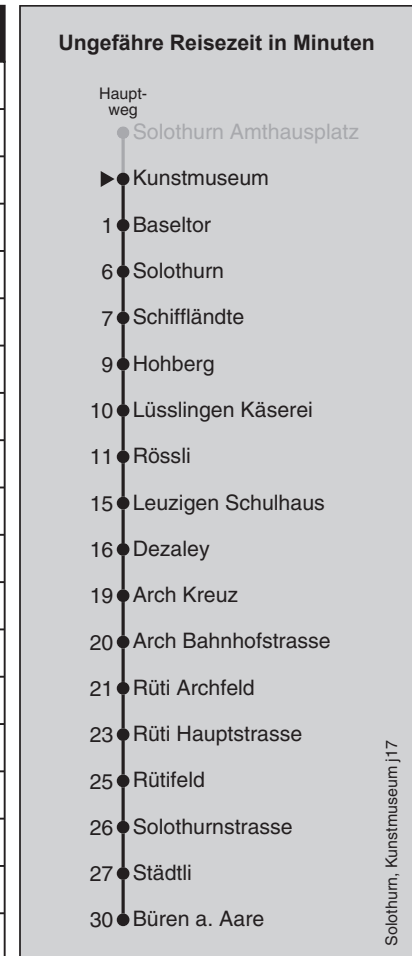 Ungefähre Reisezeit in Minuten
Haupt-
weg
Solothurn Amthausplatz
Kunstmuseum
1 Baseltor
6 Solothurn
7 Schiffländte
9 Hohberg
10 Lüsslingen Käserei
11 Rössli
15 Leuzigen Schulhaus
16 Dezaley
19 Arch Kreuz
20 Arch Bahnhofstrasse
21 Rüti Archfeld
23 Rüti Hauptstrasse
25 Rütifeld
26 Solothurnstrasse
27 Städtli
30 Büren a. Aare
Solothurn, Kunstmuseum j17